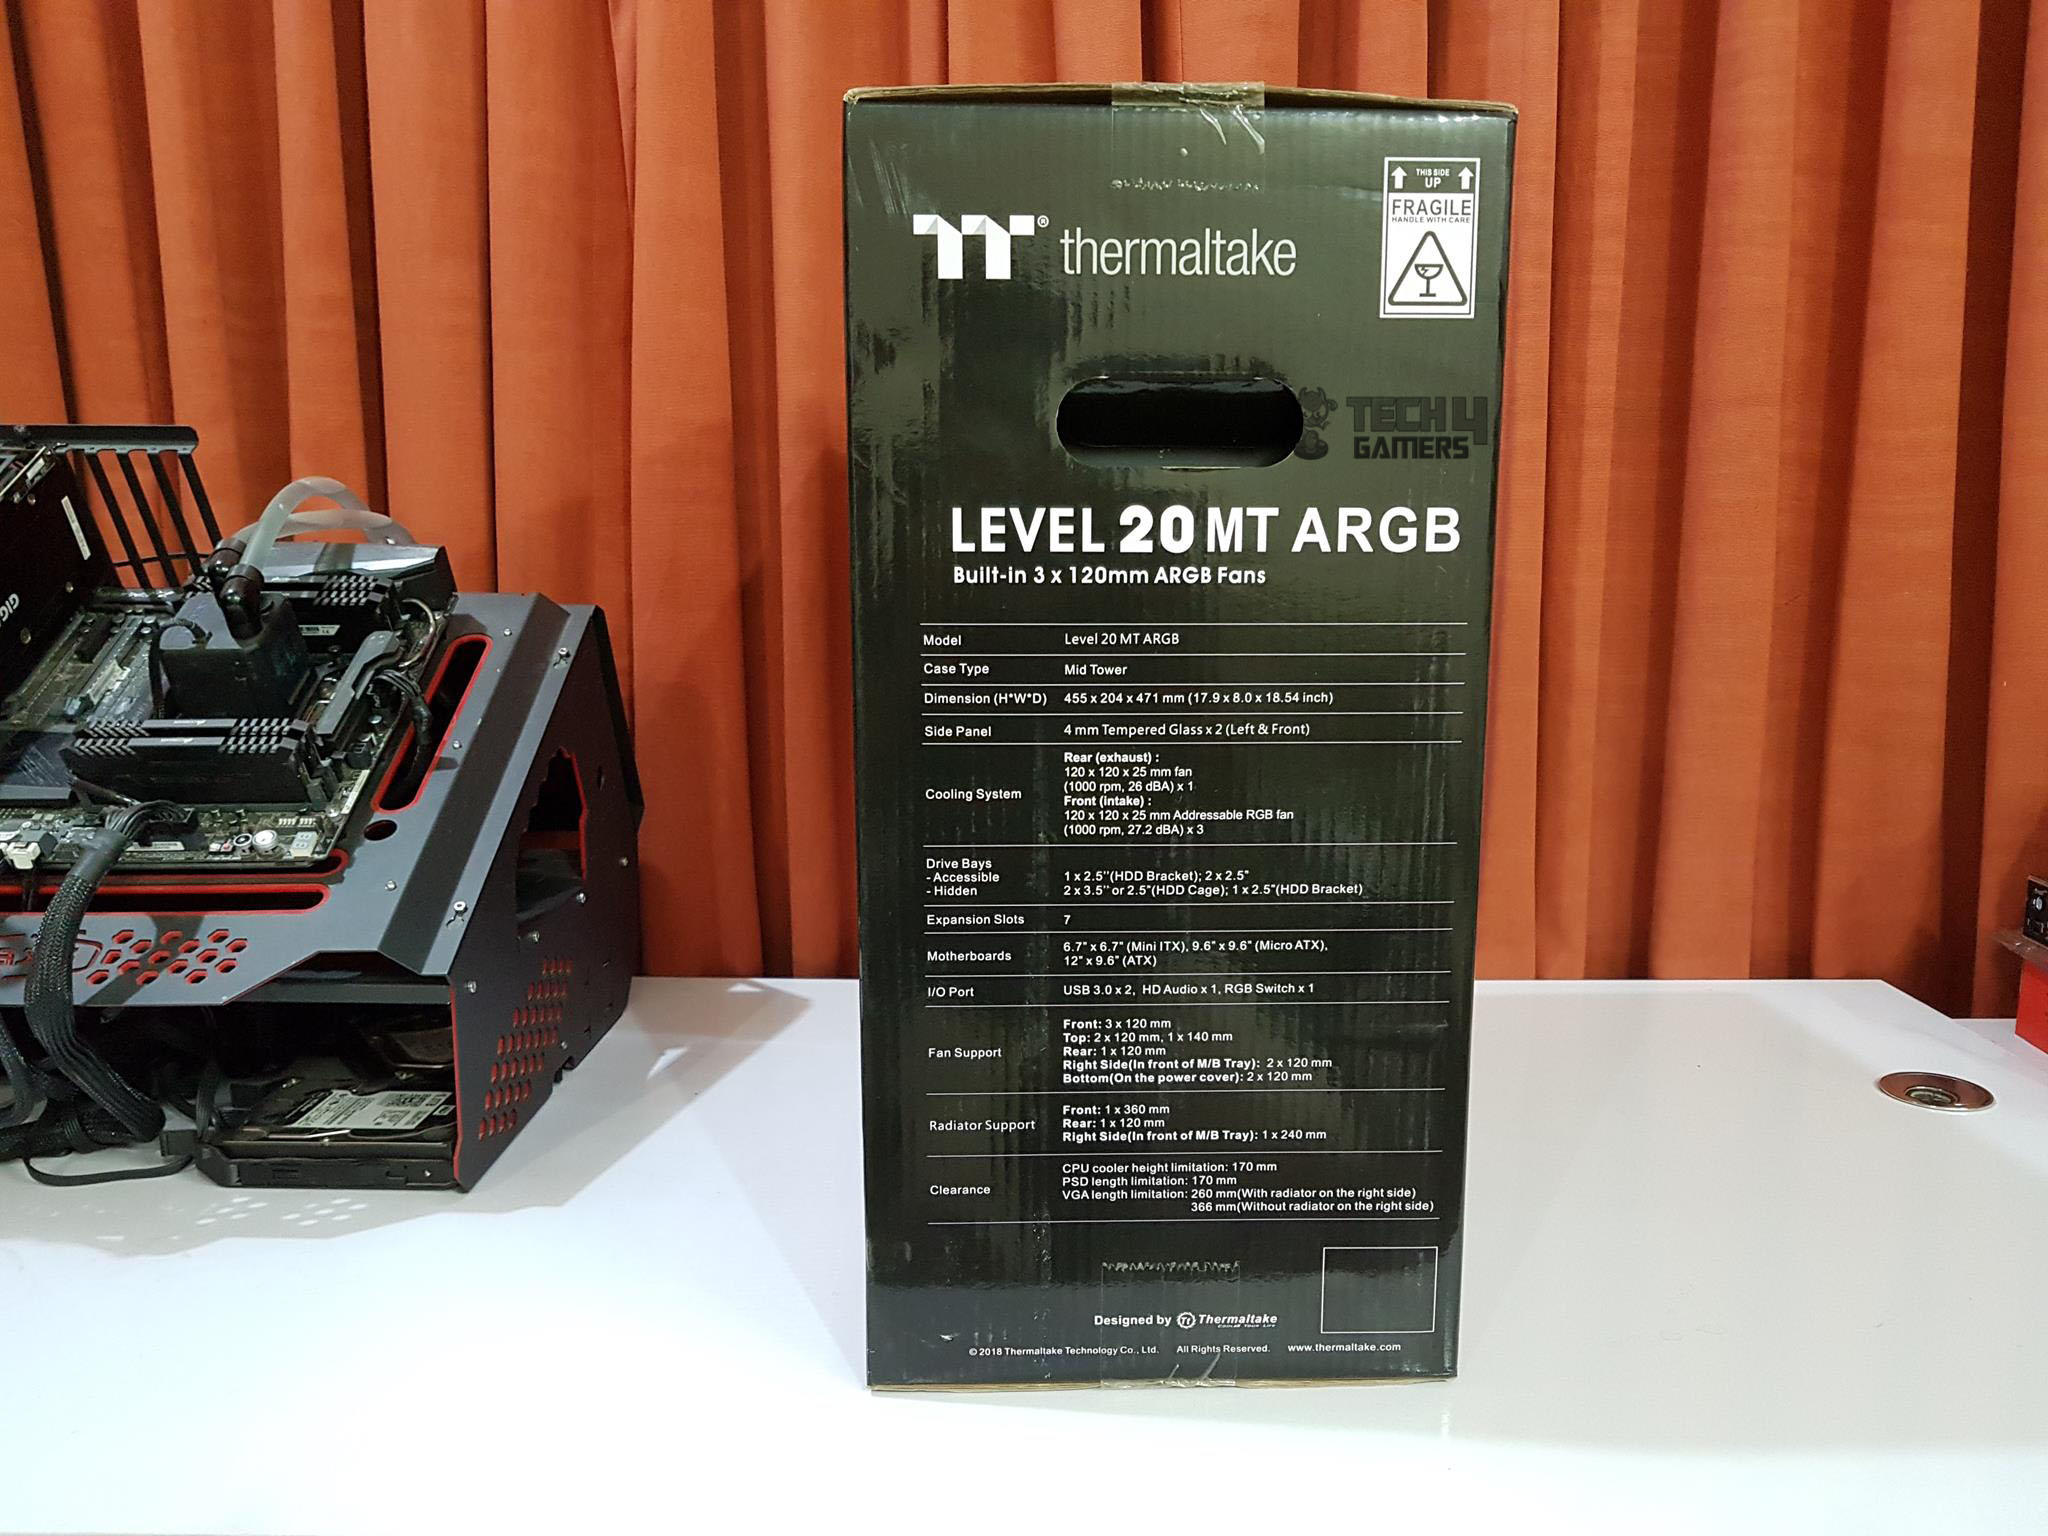 THIS SIDE
UP
FRAGILE
HANDLE WITH CARE
® thermaltake
TECH 4
GAMERS
LEVEL 20 MT ARGB
Built-in 3 x 120mm ARGB Fans
Model Level 20 MT ARGB
Case Type Mid Tower
Dimension (H*W*D) 455 x 204 x 471 mm (17.9 x 8.0 x 18.54 inch)
Side Panel 4 mm Tempered Glass x 2 (Left & Front)
Cooling System
Rear (exhaust) :
120 x 120 x 25 mm fan
(1000 rpm, 26 dBA) x 1
Front (intake) :
120 x 120 x 25 mm Addressable RGB fan
(1000 rpm, 27.2 dBA) x 3
Drive Bays
- Accessible 1 x 2.5"(HDD Bracket); 2 x 2.5"
- Hidden 2 x 3.5" or 2.5"(HDD Cage); 1 x 2.5"(HDD Bracket)
Expansion Slots 7
Motherboards
6.7" x 6.7" (Mini ITX), 9.6" x 9.6" (Micro ATX),
12" x 9.6" (ATX)
I/O Port USB 3.0 x 2, HD Audio x 1, RGB Switch x 1
Fan Support
Front: 3 x 120 mm
Top: 2 x 120 mm, 1 x 140 mm
Rear: 1 x 120 mm
Right Side(In front of M/B Tray): 2 x 120 mm
Bottom(On the power cover): 2 x 120 mm
Radiator Support
Front: 1 x 360 mm
Rear: 1 x 120 mm
Right Side(In front of M/B Tray): 1 x 240 mm
Clearance
CPU cooler height limitation: 170 mm
PSD length limitation: 170 mm
VGA length limitation: 260 mm(With radiator on the right side)
366 mm(Without radiator on the right side)
Designed by Thermaltake
COOLER YOUR LIFE
© 2018 Thermaltake Technology Co., Ltd. All Rights Reserved. www.thermaltake.com